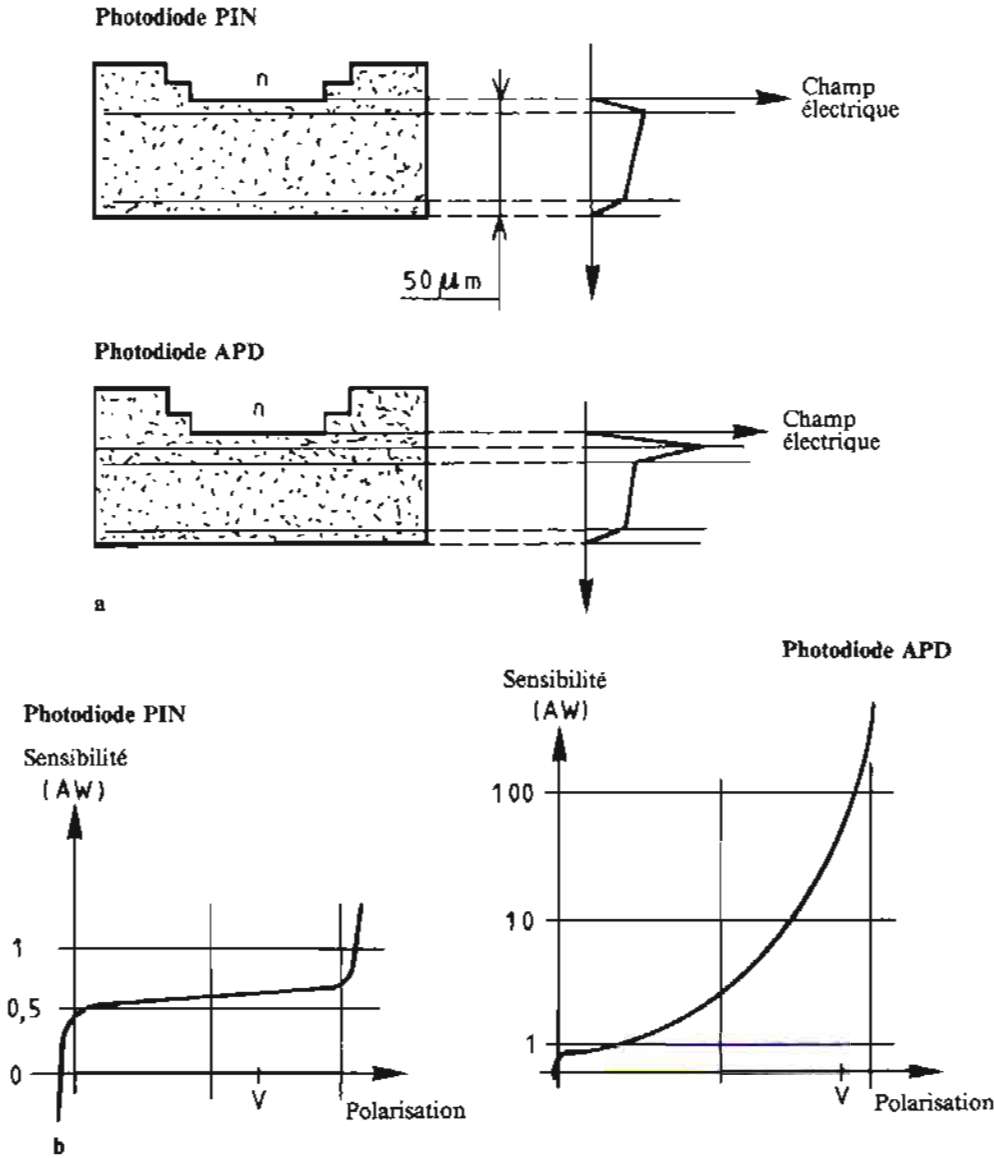 Photodiode PIN
n
Champ
électrique
50 μm
Photodiode APD
n
Champ
électrique
a
Photodiode APD
Sensibilité
(AW)
Photodiode PIN
Sensibilité
(AW)
100
10
1
1
0,5
0
V
Polarisation
V
Polarisation
b